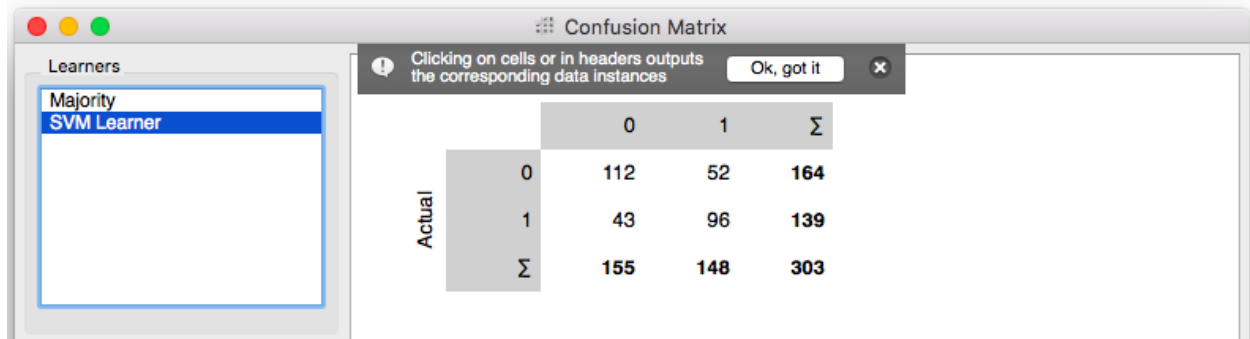 Confusion Matrix
Learners
Majority
SVM Learner
Clicking on cells or in headers outputs
the corresponding data instances
Ok, got it
0 1 Σ
Actual
0 112 52 164
1 43 96 139
Σ 155 148 303